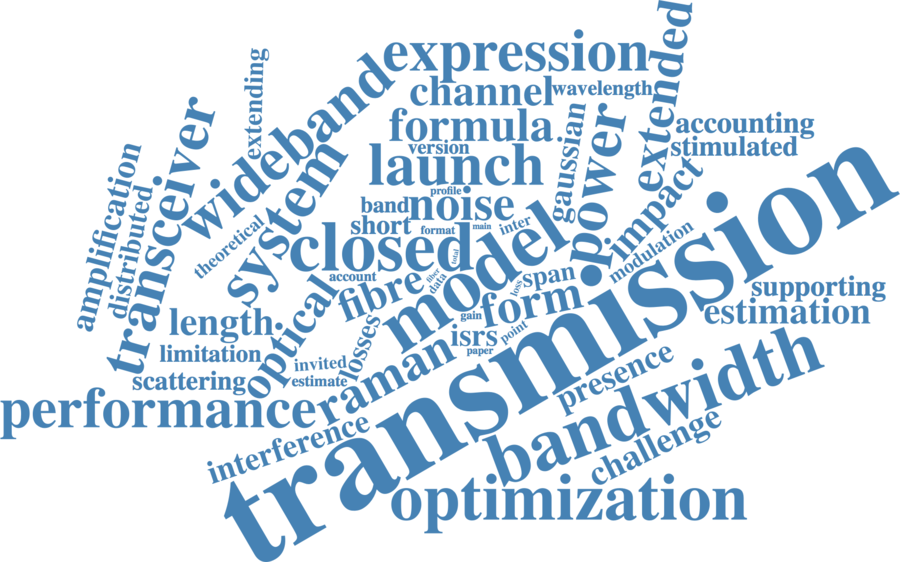 expression
extended
channel
wavelength
extending
wideband
formula
gaussian
power
accounting
version
stimulated
launch
transceiver
amplification
distributed
system
profile
band
noise
impact
short
format
main
inter
theoretical
closed
total
model
modulation
transmission
account
fiber
data
loss
span
supporting
optical
fibre
form
estimation
length
gain
losses
isrs
point
limitation
paper
invited
raman
presence
scattering
estimate
performance
bandwidth
interference
challenge
optimization